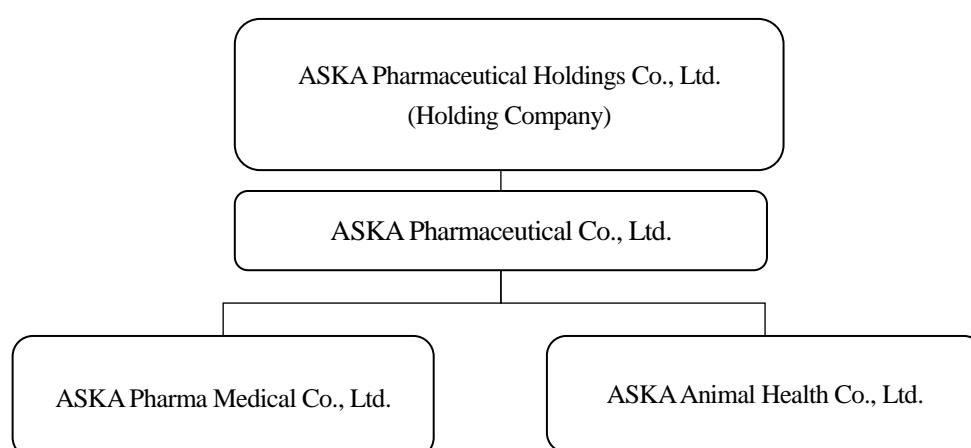 ASKA Pharmaceutical Holdings Co., Ltd.
(Holding Company)
ASKA Pharmaceutical Co., Ltd.
ASKA Pharma Medical Co., Ltd.
ASKA Animal Health Co., Ltd.